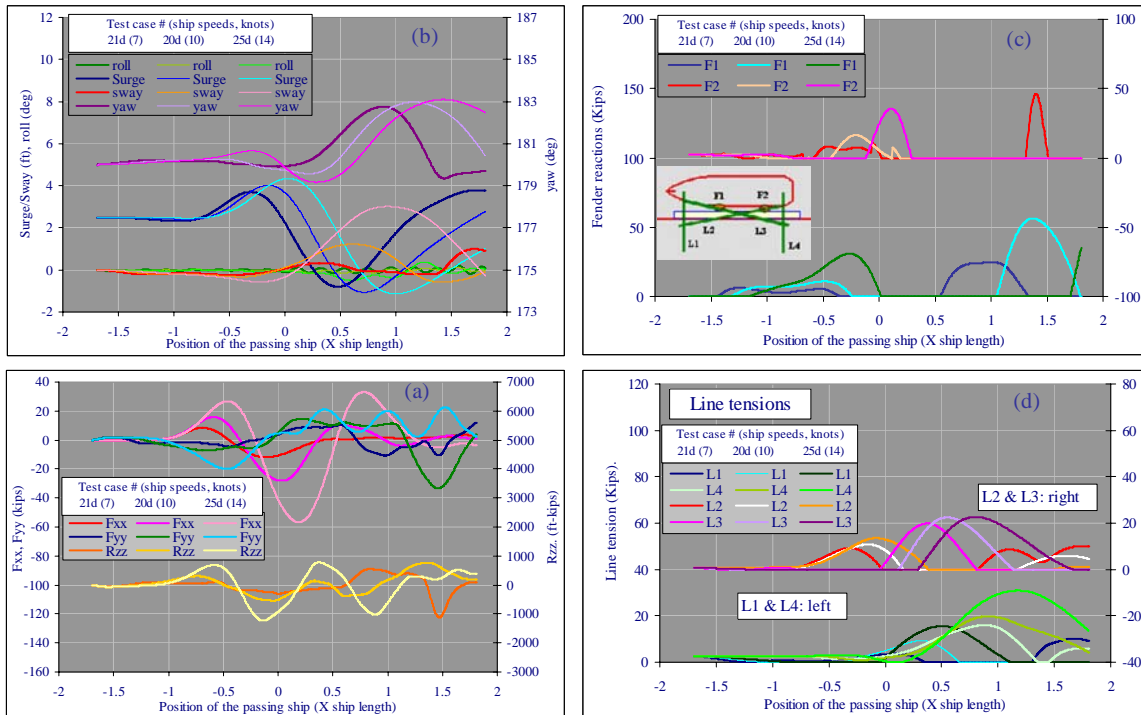 Test case # (ship speeds, knots)
21d (7) 20d (10) 25d (14)
(b)
roll roll roll
Surge Surge Surge
sway sway sway
yaw yaw yaw
Surge/Sway (ft), roll (deg)
yaw (deg)
12
10
8
6
4
2
0
-2
187
185
183
181
179
177
175
173
-2 -1.5 -1 -0.5 0 0.5 1 1.5 2
Position of the passing ship (X ship length)
Test case # (ship speeds, knots)
21d (7) 20d (10) 25d (14)
(c)
F1 F1 F1
F2 F2 F2
F1 F2
L1 L2 L3 L4
Fender reactions (Kips)
200
150
100
50
0
100
50
0
-50
-100
-2 -1.5 -1 -0.5 0 0.5 1 1.5 2
Position of the passing ship (X ship length)
(a)
Test case # (ship speeds, knots)
21d (7) 20d (10) 25d (14)
Fxx Fxx Fxx
Fyy Fyy Fyy
Rzz Rzz Rzz
Fxx, Fyy (kips)
Rzz. (ft-kips)
40
20
0
-20
-40
-60
-80
-100
-120
-140
-160
7000
6000
5000
4000
3000
2000
1000
0
-1000
-2000
-3000
-2 -1.5 -1 -0.5 0 0.5 1 1.5 2
Position of the passing ship (X ship length)
Line tensions
(d)
Test case # (ship speeds, knots)
21d (7) 20d (10) 25d (14)
L1 L1 L1
L4 L4 L4
L2 L2 L2
L3 L3 L3
L2 & L3: right
L1 & L4: left
Line tension (Kips).
120
100
80
60
40
20
0
80
60
40
20
0
-20
-40
-2 -1.5 -1 -0.5 0 0.5 1 1.5 2
Position of the passing ship (X ship length)